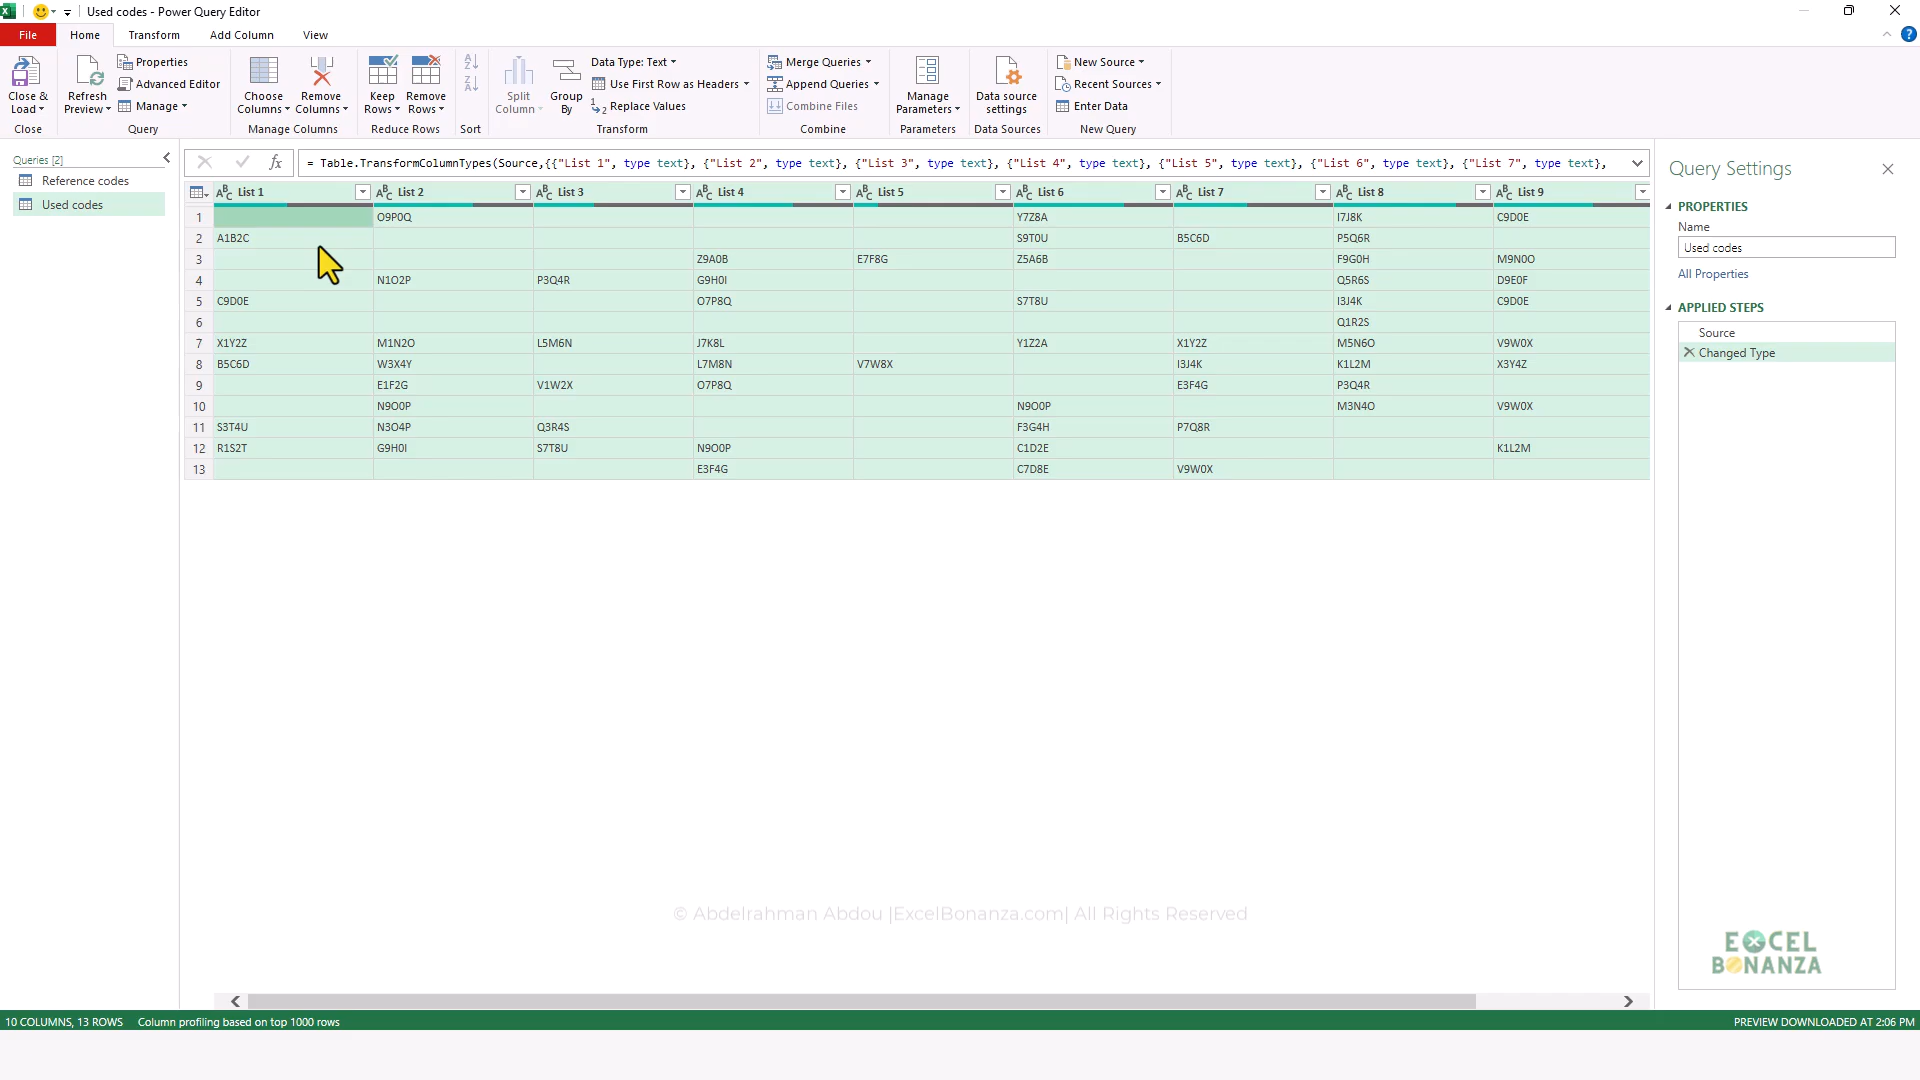 Used codes - Power Query Editor
File Home Transform Add Column View
Close & Load
Close
Refresh Preview
Properties
Advanced Editor
Manage
Query
Choose Columns
Remove Columns
Manage Columns
Keep Rows
Remove Rows
Reduce Rows
Sort
Split Column
Group By
Data Type: Text
Use First Row as Headers
Replace Values
Transform
Merge Queries
Append Queries
Combine Files
Combine
Manage Parameters
Parameters
Data source settings
Data Sources
New Source
Recent Sources
Enter Data
New Query
Queries [2]
Reference codes
Used codes
fx
= Table.TransformColumnTypes(Source,{{"List 1", type text}, {"List 2", type text}, {"List 3", type text}, {"List 4", type text}, {"List 5", type text}, {"List 6", type text}, {"List 7", type text},
List 1 List 2 List 3 List 4 List 5 List 6 List 7 List 8 List 9
1 O9P0Q Y7Z8A I7J8K C9D0E
2 A1B2C S9T0U B5C6D P5Q6R
3 Z9A0B E7F8G Z5A6B F9G0H M9N0O
4 N1O2P P3Q4R G9H0I Q5R6S D9E0F
5 C9D0E O7P8Q S7T8U I3J4K C9D0E
6 Q1R2S
7 X1Y2Z M1N2O L5M6N J7K8L Y1Z2A X1Y2Z M5N6O V9W0X
8 B5C6D W3X4Y L7M8N V7W8X I3J4K K1L2M X3Y4Z
9 E1F2G V1W2X O7P8Q E3F4G P3Q4R
10 N9O0P N9O0P M3N4O V9W0X
11 S3T4U N3O4P Q3R4S F3G4H P7Q8R
12 R1S2T G9H0I S7T8U N9O0P C1D2E K1L2M
13 E3F4G C7D8E V9W0X
Query Settings
PROPERTIES
Name
Used codes
All Properties
APPLIED STEPS
Source
Changed Type
© Abdelrahman Abdou |ExcelBonanza.com| All Rights Reserved
EXCEL
BONANZA
10 COLUMNS, 13 ROWS Column profiling based on top 1000 rows PREVIEW DOWNLOADED AT 2:06 PM